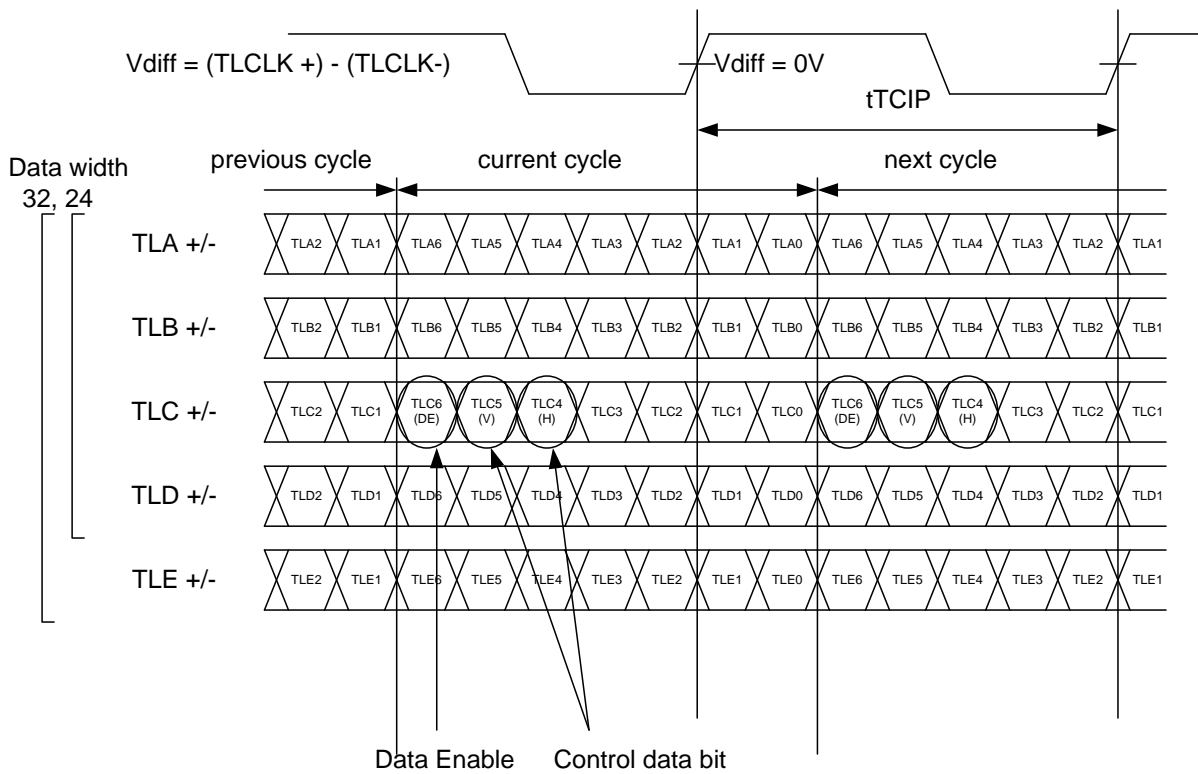 Vdiff = (TLCLK +) - (TLCLK-)
Vdiff = 0V
tTCIP
previous cycle
current cycle
next cycle
Data width
32, 24
TLA +/-
TLA2 TLA1 TLA6 TLA5 TLA4 TLA3 TLA2 TLA1 TLA0 TLA6 TLA5 TLA4 TLA3 TLA2 TLA1
TLB +/-
TLB2 TLB1 TLB6 TLB5 TLB4 TLB3 TLB2 TLB1 TLB0 TLB6 TLB5 TLB4 TLB3 TLB2 TLB1
TLC +/-
TLC2 TLC1 TLC6 (DE) TLC5 (V) TLC4 (H) TLC3 TLC2 TLC1 TLC0 TLC6 (DE) TLC5 (V) TLC4 (H) TLC3 TLC2 TLC1
TLD +/-
TLD2 TLD1 TLD6 TLD5 TLD4 TLD3 TLD2 TLD1 TLD0 TLD6 TLD5 TLD4 TLD3 TLD2 TLD1
TLE +/-
TLE2 TLE1 TLE6 TLE5 TLE4 TLE3 TLE2 TLE1 TLE0 TLE6 TLE5 TLE4 TLE3 TLE2 TLE1
Data Enable
Control data bit